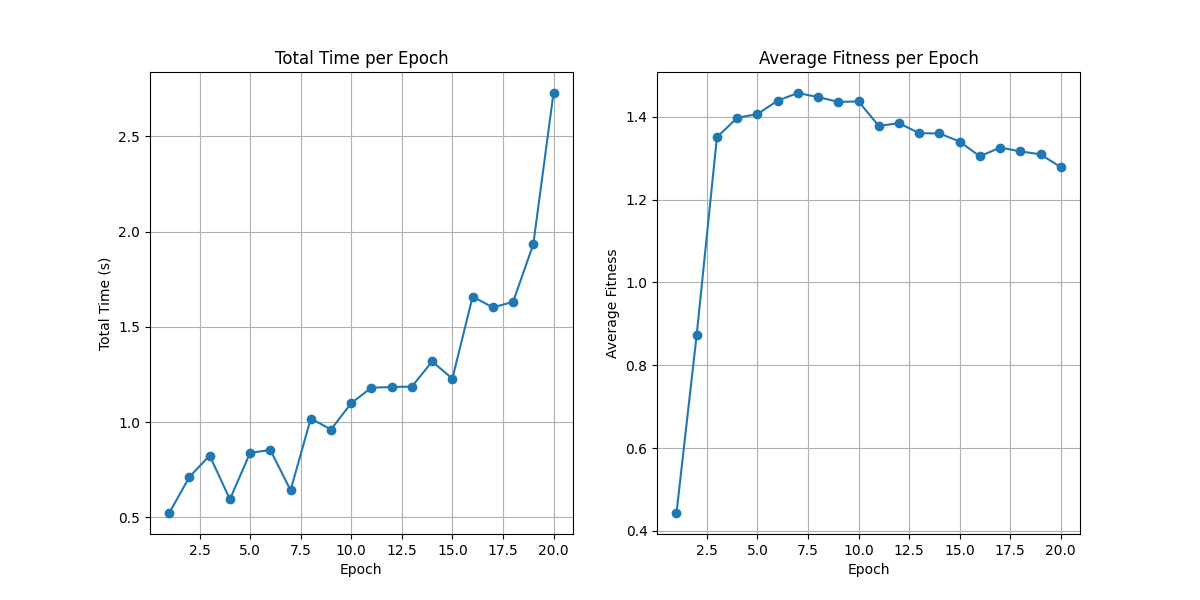 Total Time per Epoch
Total Time (s)
2.5
2.0
1.5
1.0
0.5
2.5 5.0 7.5 10.0 12.5 15.0 17.5 20.0
Epoch
Average Fitness per Epoch
Average Fitness
1.4
1.2
1.0
0.8
0.6
0.4
2.5 5.0 7.5 10.0 12.5 15.0 17.5 20.0
Epoch